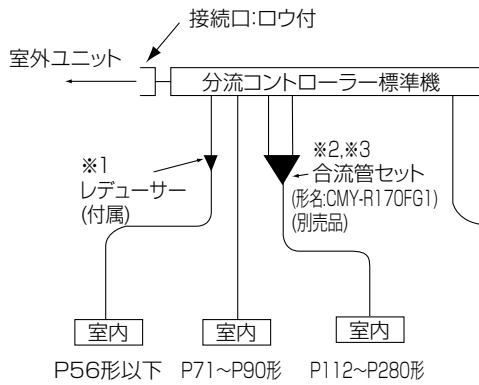 接続口:ロウ付
室外ユニット
分流コントローラー標準機
※1
レデューサー
(付属)
※2,※3
合流管セット
(形名:CMY-R170FG1)
(別売品)
室内
室内
室内
P56形以下
P71~P90形
P112~P280形